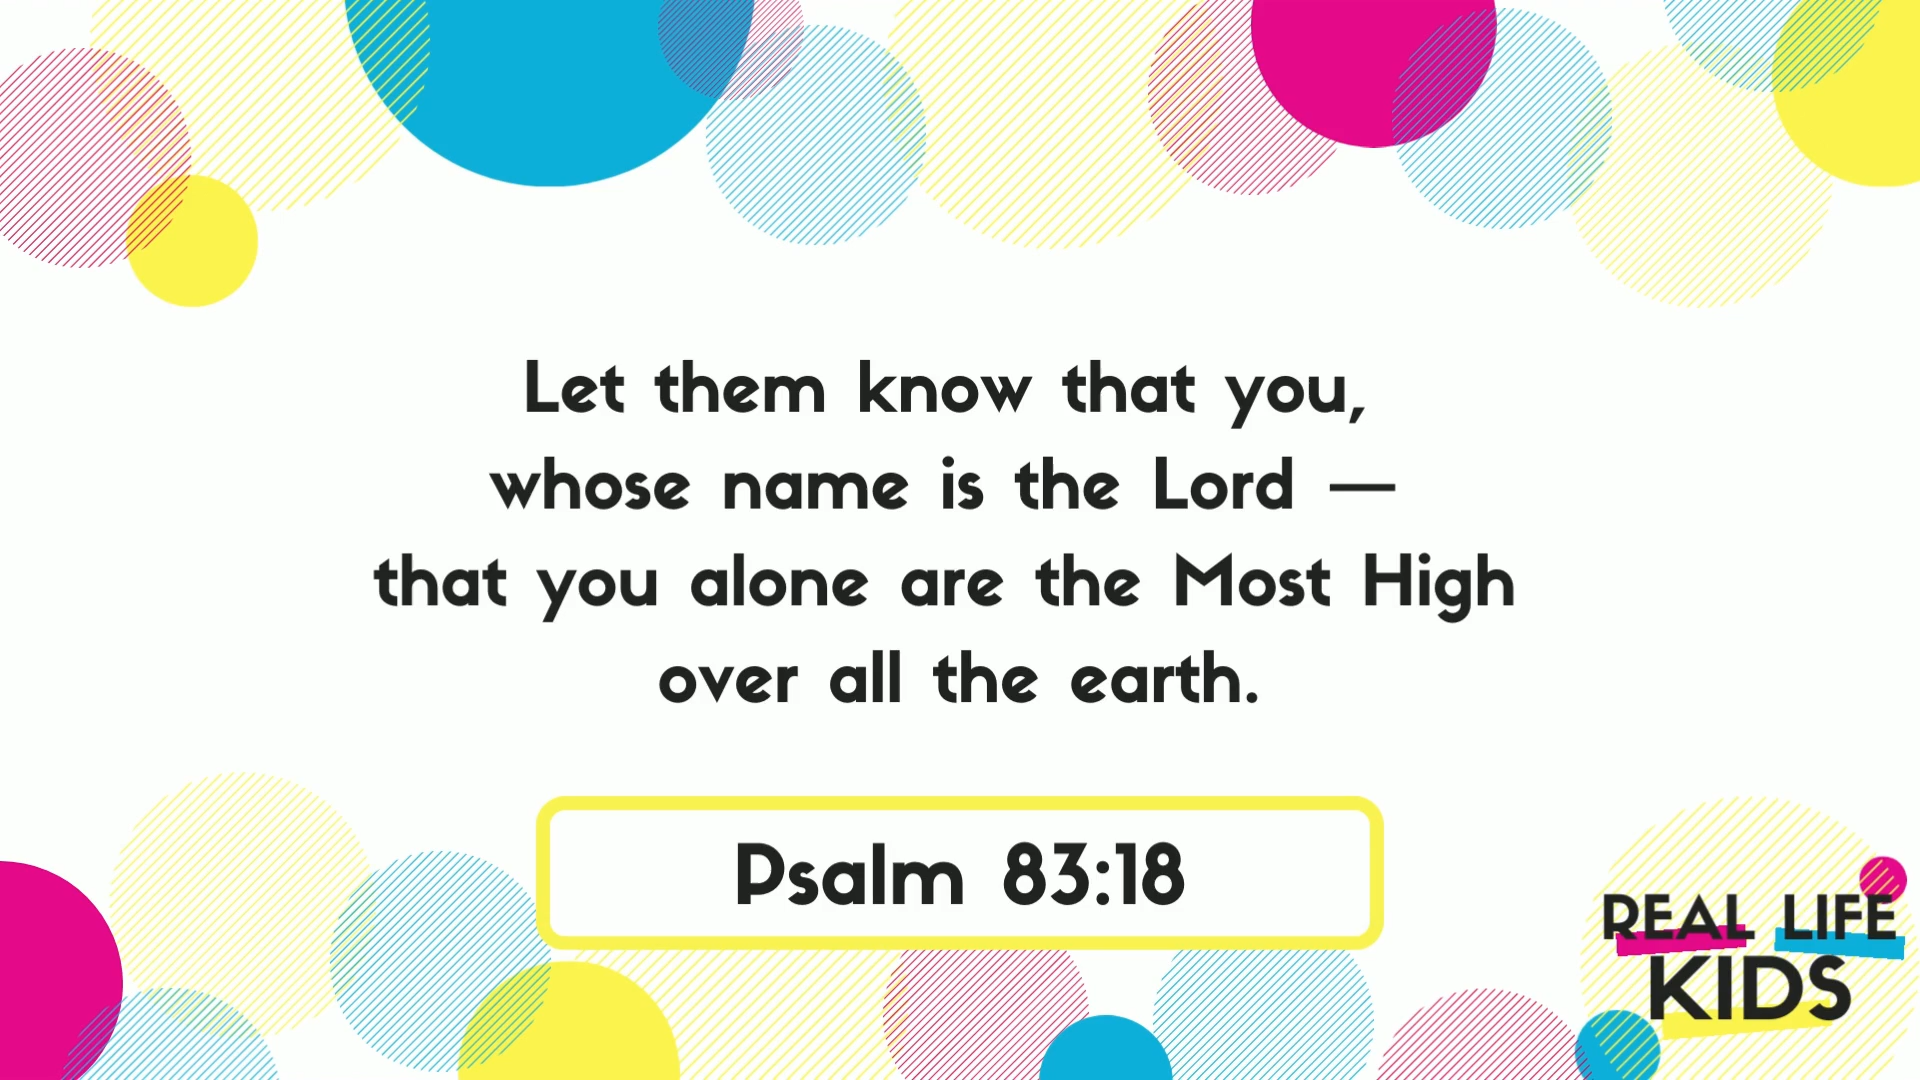 Let them know that you,
whose name is the Lord —
that you alone are the Most High
over all the earth.
Psalm 83:18
REAL LIFE
KIDS